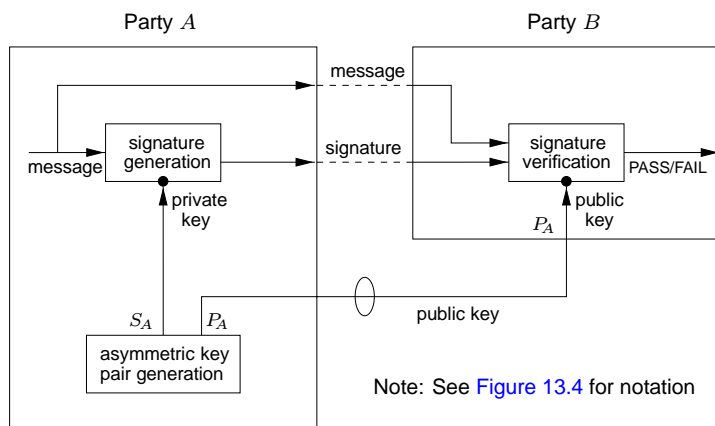 Party A
Party B
message
signature
generation
signature
verification
message
signature
PASS/FAIL
private
key
public
key
P_A
S_A
P_A
public key
asymmetric key
pair generation
Note: See Figure 13.4 for notation